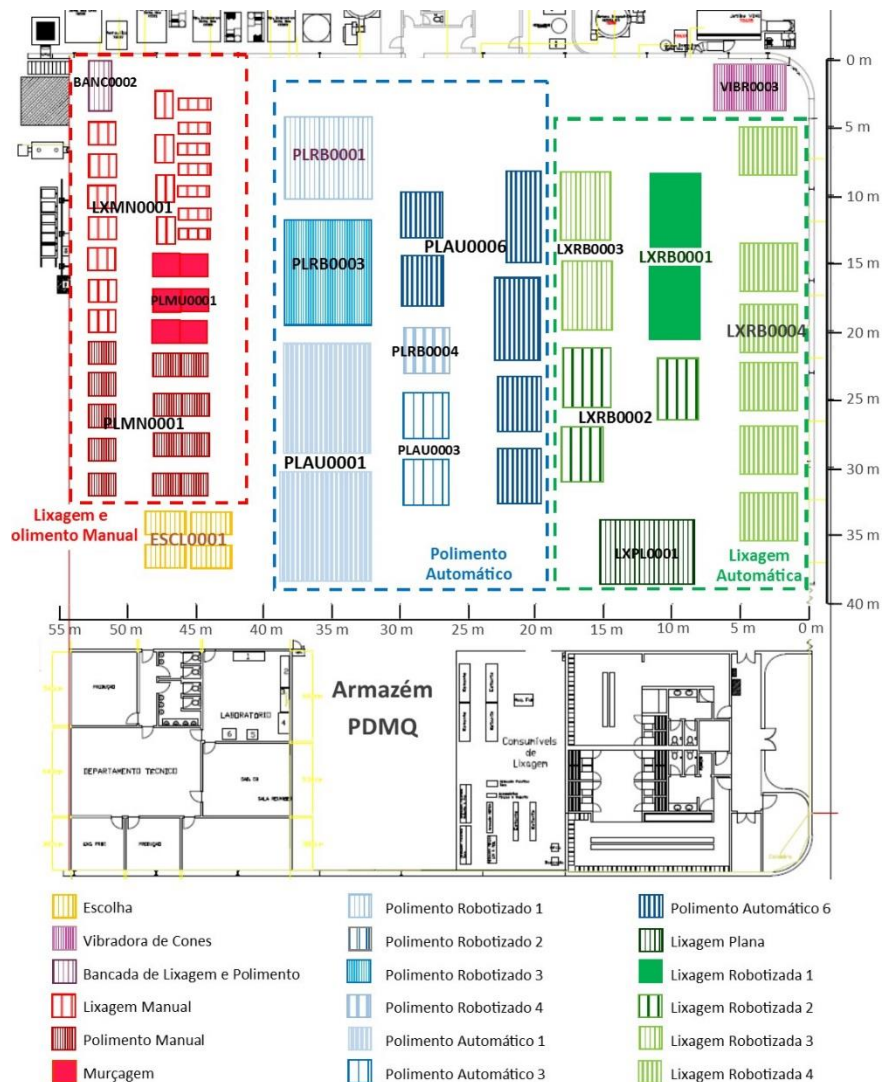 0 m
BANC0002
VIBR0003
5 m
PLRB0001
10 m
LXMN0001
PLAU0006
LXRB0003
LXRB0001
PLRB0003
15 m
PLMU0001
20 m
LXRB0004
PLRB0004
25 m
LXRB0002
PLMN0001
PLAU0003
PLAU0001
30 m
Lixagem e
olimento Manual
ESCL0001
35 m
LXPL0001
Polimento
Automático
Lixagem
Automática
40 m
55 m 50 m 45 m 40 m 35 m 30 m 25 m 20 m 15 m 10 m 5 m 0 m
Armazém
PDMQ
LABORATORIO
Consumíveis
de
Lixagem
DEPARTAMENTO TECNICO
Escolha
Vibradora de Cones
Bancada de Lixagem e Polimento
Lixagem Manual
Polimento Manual
Murçagem
Polimento Robotizado 1
Polimento Robotizado 2
Polimento Robotizado 3
Polimento Robotizado 4
Polimento Automático 1
Polimento Automático 3
Polimento Automático 6
Lixagem Plana
Lixagem Robotizada 1
Lixagem Robotizada 2
Lixagem Robotizada 3
Lixagem Robotizada 4